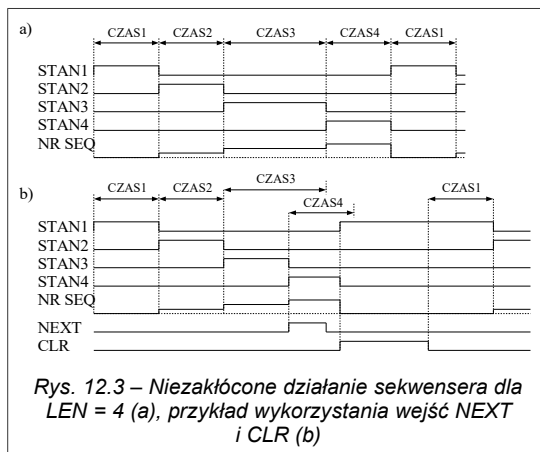 a)
CZAS1 CZAS2 CZAS3 CZAS4 CZAS1
STAN1
STAN2
STAN3
STAN4
NR SEQ
b)
CZAS3
CZAS1 CZAS2 CZAS4 CZAS1
STAN1
STAN2
STAN3
STAN4
NR SEQ
NEXT
CLR
Rys. 12.3 – Niezakłócone działanie sekwensera dla
LEN = 4 (a), przykład wykorzystania wejść NEXT
i CLR (b)